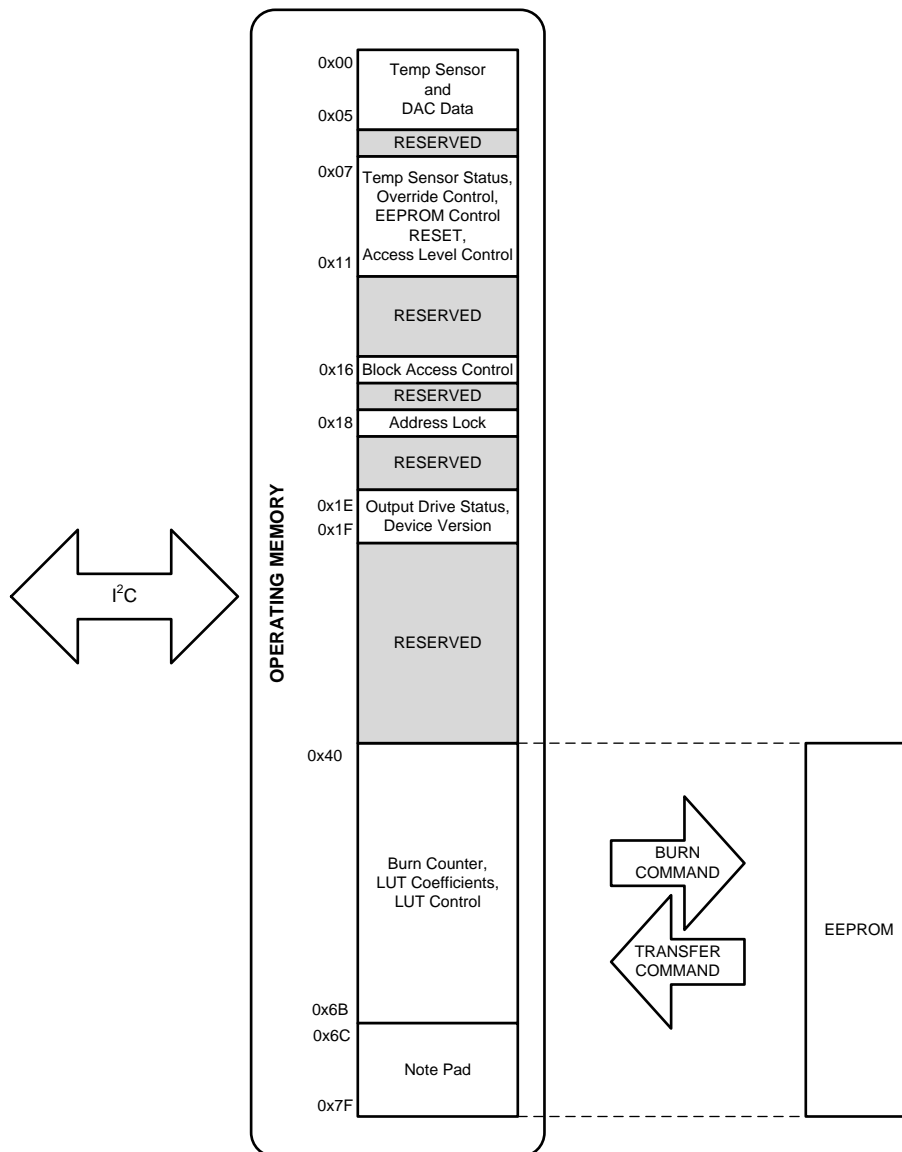 0x00
Temp Sensor
and
DAC Data
0x05
RESERVED
0x07
Temp Sensor Status,
Override Control,
EEPROM Control
RESET,
Access Level Control
0x11
RESERVED
0x16
Block Access Control
RESERVED
0x18
Address Lock
RESERVED
0x1E
Output Drive Status,
0x1F
Device Version
OPERATING MEMORY
I²C
RESERVED
0x40
Burn Counter,
LUT Coefficients,
LUT Control
0x6B
0x6C
Note Pad
0x7F
BURN
COMMAND
TRANSFER
COMMAND
EEPROM